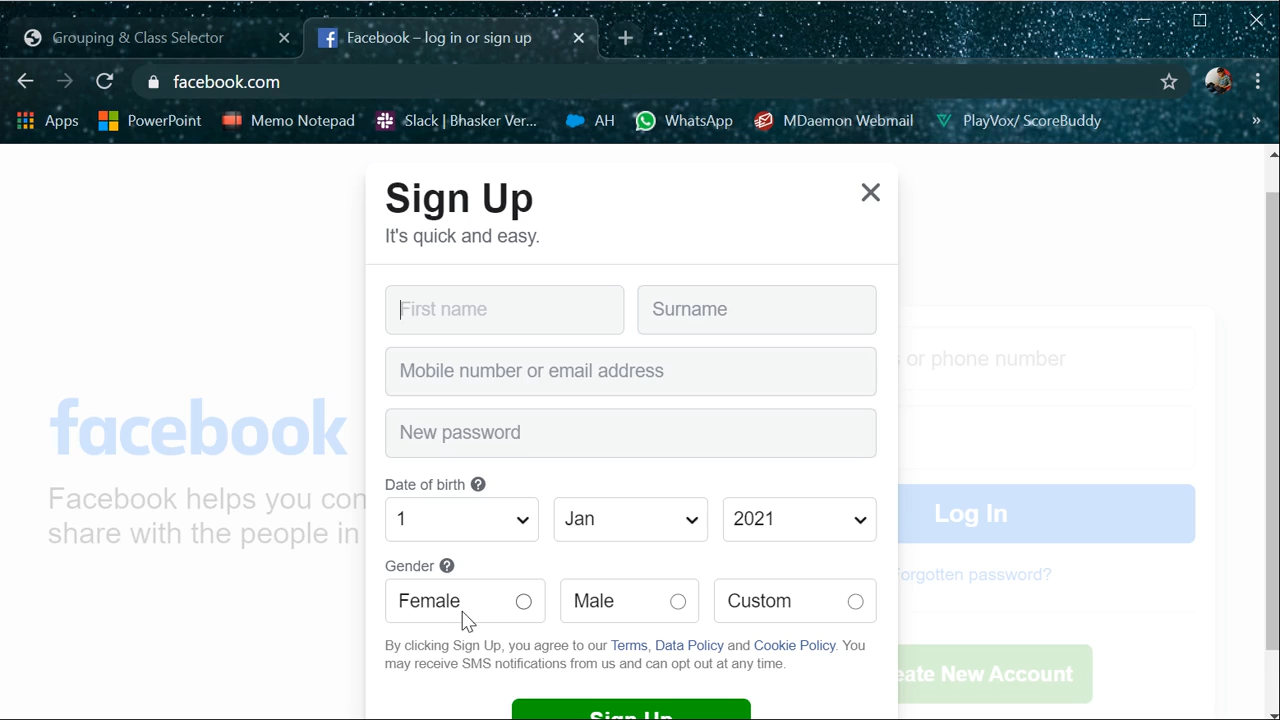 Grouping & Class Selector
Facebook – log in or sign up
facebook.com
Apps PowerPoint Memo Notepad Slack | Bhasker Ver... AH WhatsApp MDaemon Webmail PlayVox/ ScoreBuddy »
Sign Up
It's quick and easy.
First name Surname
Mobile number or email address
New password
Date of birth
1 Jan 2021
Gender
Female Male Custom
By clicking Sign Up, you agree to our Terms, Data Policy and Cookie Policy. You
may receive SMS notifications from us and can opt out at any time.
Sign Up
facebook
Facebook helps you con
share with the people in
s or phone number
Log In
orgotten password?
eate New Account